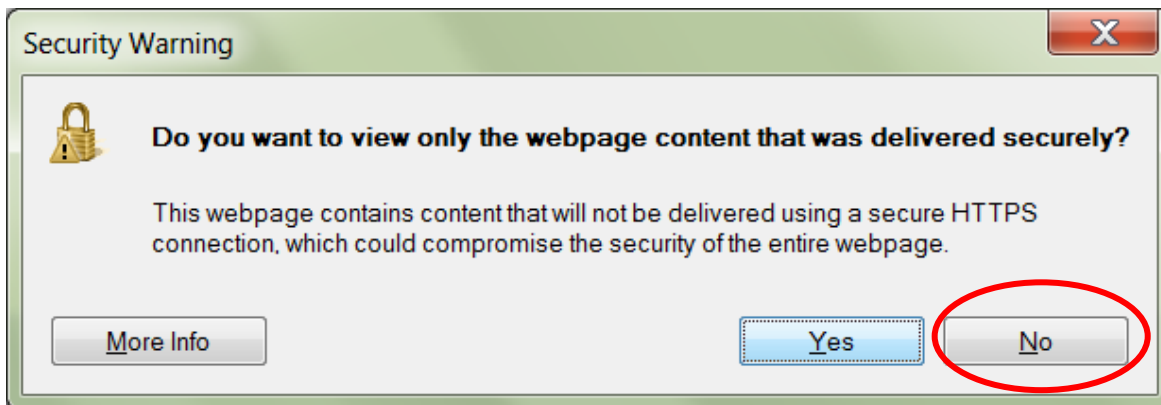 Security Warning
X
Do you want to view only the webpage content that was delivered securely?
This webpage contains content that will not be delivered using a secure HTTPS
connection, which could compromise the security of the entire webpage.
More Info
Yes
No